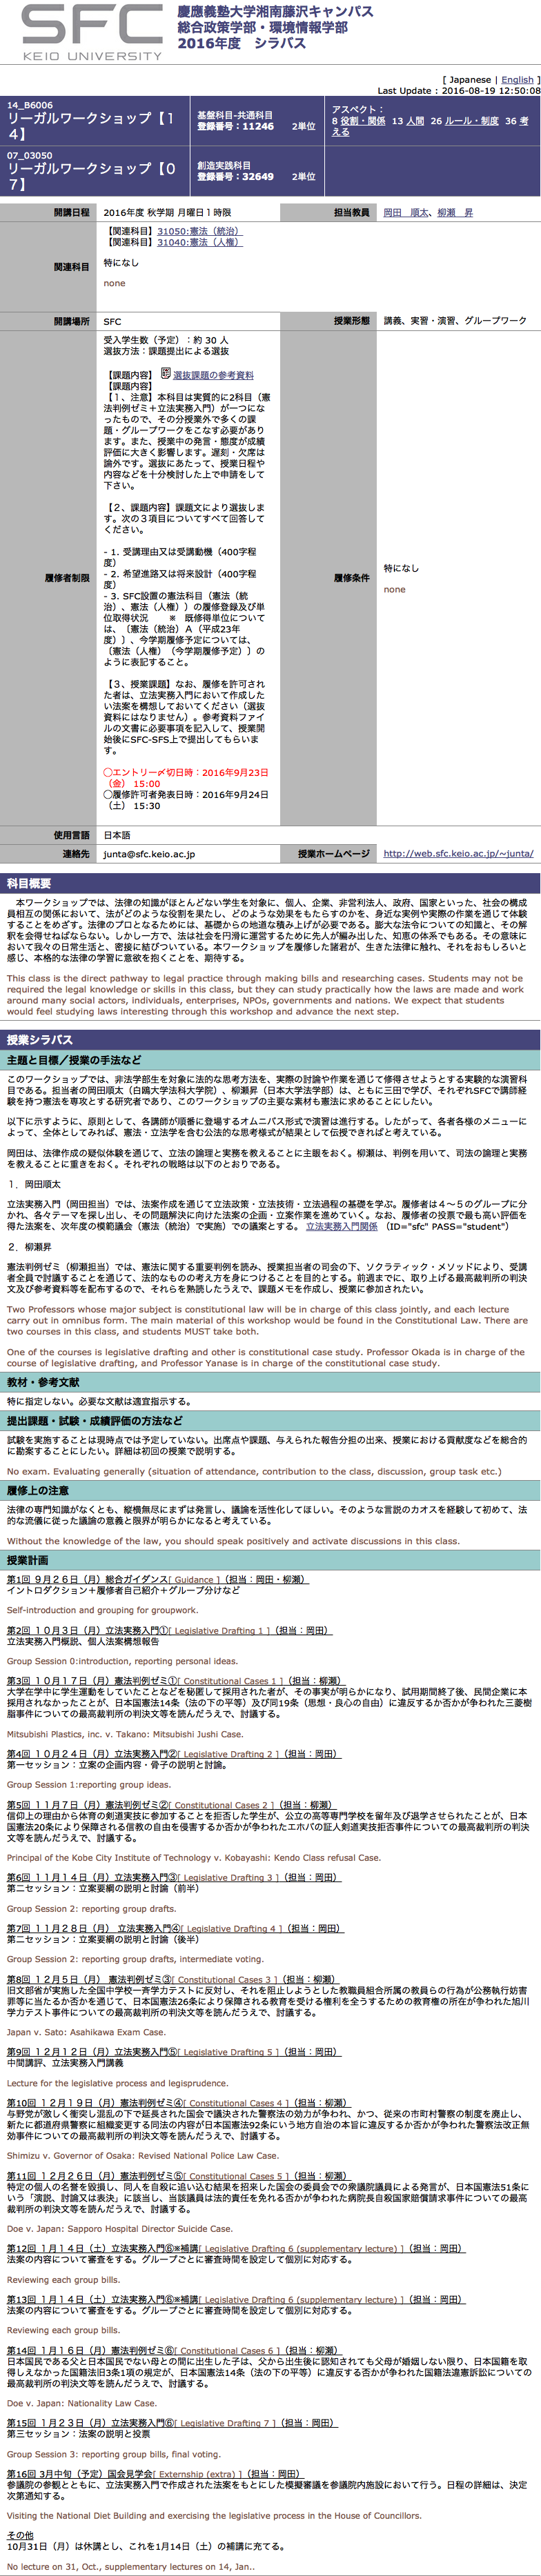 SFC
KEIO UNIVERSITY
慶應義塾大学湘南藤沢キャンパス
総合政策学部・環境情報学部
2016年度　シラバス
[ Japanese | English ]
Last Update : 2016-08-19 12:50:08
14_B6006
リーガルワークショップ【１
４】
基盤科目-共通科目
登録番号：11246　　2単位
アスペクト：
8 役割・関係　13 人間　26 ルール・制度　36 考
える
07_03050
リーガルワークショップ【０
７】
創造実践科目
登録番号：32649　　2単位
開講日程
2016年度 秋学期 月曜日１時限
担当教員
岡田　順太、柳瀬　昇
関連科目
【関連科目】31050:憲法（統治）
【関連科目】31040:憲法（人権）
特になし
none
開講場所
SFC
授業形態
講義、実習・演習、グループワーク
履修者制限
受入学生数（予定）：約 30 人
選抜方法：課題提出による選抜
【課題内容】 選抜課題の参考資料
【課題内容】
【１、注意】本科目は実質的に2科目（憲
法判例ゼミ＋立法実務入門）が一つにな
ったもので、その分授業外で多くの課
題・グループワークをこなす必要があり
ます。また、授業中の発言・態度が成績
評価に大きく影響します。遅刻・欠席は
論外です。選抜にあたって、授業日程や
内容などを十分検討した上で申請をして
下さい。
【２、課題内容】課題文により選抜しま
す。次の３項目についてすべて回答して
ください。
- 1. 受講理由又は受講動機（400字程
度）
- 2. 希望進路又は将来設計（400字程
度）
- 3. SFC設置の憲法科目（憲法（統
治）、憲法（人権））の履修登録及び単
位取得状況　　※　既修得単位について
は、〔憲法（統治）Ａ（平成23年
度）〕、今学期履修予定については、
〔憲法（人権）（今学期履修予定）〕の
ように表記すること。
【３、授業課題】なお、履修を許可され
た者は、立法実務入門において作成した
い法案を構想しておいてください（選抜
資料にはなりません）。参考資料ファイ
ルの文書に必要事項を記入して、授業開
始後にSFC-SFS上で提出してもらいま
す。
◯エントリー〆切日時：2016年9月23日
（金） 15:00
◯履修許可者発表日時：2016年9月24日
（土） 15:30
履修条件
特になし
none
使用言語
日本語
連絡先
junta@sfc.keio.ac.jp
授業ホームページ
http://web.sfc.keio.ac.jp/~junta/
科目概要
本ワークショップでは、法律の知識がほとんどない学生を対象に、個人、企業、非営利法人、政府、国家といった、社会の構成
員相互の関係において、法がどのような役割を果たし、どのような効果をもたらすのかを、身近な実例や実際の作業を通じて体験
することをめざす。法律のプロとなるためには、基礎からの地道な積み上げが必要である。膨大な法令についての知識と、その解
釈を会得せねばならない。しかし一方で、法は社会を円滑に運営するために先人が編み出した、知恵の体系でもある。その意味に
おいて我々の日常生活と、密接に結びついている。本ワークショップを履修した諸君が、生きた法律に触れ、それをおもしろいと
感じ、本格的な法律の学習に意欲を抱くことを、期待する。
This class is the direct pathway to legal practice through making bills and researching cases. Students may not be
required the legal knowledge or skills in this class, but they can study practically how the laws are made and work
around many social actors, individuals, enterprises, NPOs, governments and nations. We expect that students
would feel studying laws interesting through this workshop and advance the next step.
授業シラバス
主題と目標／授業の手法など
このワークショップでは、非法学部生を対象に法的な思考方法を、実際の討論や作業を通じて修得させようとする実験的な演習科
目である。担当者の岡田順太（白鴎大学法科大学院）、柳瀬昇（日本大学法学部）は、ともに三田で学び、それぞれSFCで講師経
験を持つ憲法を専攻とする研究者であり、このワークショップの主要な素材も憲法に求めることにしたい。
以下に示すように、原則として、各講師が順番に登場するオムニバス形式で演習は進行する。したがって、各者各様のメニューに
よって、全体としてみれば、憲法・立法学を含む公法的な思考様式が結果として伝授できればと考えている。
岡田は、法律作成の疑似体験を通じて、立法の論理と実務を教えることに主眼をおく。柳瀬は、判例を用いて、司法の論理と実務
を教えることに重きをおく。それぞれの戦略は以下のとおりである。
１．岡田順太
立法実務入門（岡田担当）では、法案作成を通じて立法政策・立法技術・立法過程の基礎を学ぶ。履修者は４～５のグループに分
かれ、各々テーマを探し出し、その問題解決に向けた法案の企画・立案作業を進めていく。なお、履修者の投票で最も高い評価を
得た法案を、次年度の模範議会（憲法（統治）で実施）での議案とする。 立法実務入門関係 （ID="sfc" PASS="student"）
２．柳瀬昇
憲法判例ゼミ（柳瀬担当）では、憲法に関する重要判例を読み、授業担当者の司会の下、ソクラティック・メソッドにより、受講
者全員で討議することを通じて、法的なものの考え方を身につけることを目的とする。前週までに、取り上げる最高裁判所の判決
文及び参考資料等を配布するので、それらを熟読したうえで、課題メモを作成し、授業に参加されたい。
Two Professors whose major subject is constitutional law will be in charge of this class jointly, and each lecture
carry out in omnibus form. The main material of this workshop would be found in the Constitutional Law. There are
two courses in this class, and students MUST take both.
One of the courses is legislative drafting and other is constitutional case study. Professor Okada is in charge of the
course of legislative drafting, and Professor Yanase is in charge of the constitutional case study.
教材・参考文献
特に指定しない。必要な文献は適宜指示する。
提出課題・試験・成績評価の方法など
試験を実施することは現時点では予定していない。出席点や課題、与えられた報告分担の出来、授業における貢献度などを総合的
に勘案することにしたい。詳細は初回の授業で説明する。
No exam. Evaluating generally (situation of attendance, contribution to the class, discussion, group task etc.)
履修上の注意
法律の専門知識がなくとも、縦横無尽にまずは発言し、議論を活性化してほしい。そのような言説のカオスを経験して初めて、法
的な流儀に従った議論の意義と限界が明らかになると考えている。
Without the knowledge of the law, you should speak positively and activate discussions in this class.
授業計画
第1回 ９月２６日（月）総合ガイダンス[ Guidance ]（担当：岡田・柳瀬）
イントロダクション＋履修者自己紹介＋グループ分けなど
Self-introduction and grouping for groupwork.
第2回 １０月３日（月）立法実務入門①[ Legislative Drafting 1 ]（担当：岡田）
立法実務入門概説、個人法案構想報告
Group Session 0:introduction, reporting personal ideas.
第3回 １０月１７日（月）憲法判例ゼミ①[ Constitutional Cases 1 ]（担当：柳瀬）
大学在学中に学生運動をしていたことなどを秘匿して採用された者が、その事実が明らかになり、試用期間終了後、民間企業に本
採用されなかったことが、日本国憲法14条（法の下の平等）及び同19条（思想・良心の自由）に違反するか否かが争われた三菱樹
脂事件についての最高裁判所の判決文等を読んだうえで、討議する。
Mitsubishi Plastics, inc. v. Takano: Mitsubishi Jushi Case.
第4回 １０月２４日（月）立法実務入門②[ Legislative Drafting 2 ]（担当：岡田）
第一セッション：立案の企画内容・骨子の説明と討論。
Group Session 1:reporting group ideas.
第5回 １１月７日（月）憲法判例ゼミ②[ Constitutional Cases 2 ]（担当：柳瀬）
信仰上の理由から体育の剣道実技に参加することを拒否した学生が、公立の高等専門学校を留年及び退学させられたことが、日本
国憲法20条により保障される信教の自由を侵害するか否かが争われたエホバの証人剣道実技拒否事件についての最高裁判所の判決
文等を読んだうえで、討議する。
Principal of the Kobe City Institute of Technology v. Kobayashi: Kendo Class refusal Case.
第6回 １１月１４日（月）立法実務入門③[ Legislative Drafting 3 ]（担当：岡田）
第二セッション：立案要綱の説明と討論（前半）
Group Session 2: reporting group drafts.
第7回 １１月２８日（月） 立法実務入門④[ Legislative Drafting 4 ]（担当：岡田）
第二セッション：立案要綱の説明と討論（後半）
Group Session 2: reporting group drafts, intermediate voting.
第8回 １２月５日（月） 憲法判例ゼミ③[ Constitutional Cases 3 ]（担当：柳瀬）
旧文部省が実施した全国中学校一斉学力テストに反対し、それを阻止しようとした教職員組合所属の教員らの行為が公務執行妨害
罪等に当たるか否かを通じて、日本国憲法26条により保障される教育を受ける権利を全うするための教育権の所在が争われた旭川
学力テスト事件についての最高裁判所の判決文等を読んだうえで、討議する。
Japan v. Sato: Asahikawa Exam Case.
第9回 １２月１２日（月）立法実務入門⑤[ Legislative Drafting 5 ]（担当：岡田）
中間講評、立法実務入門講義
Lecture for the legislative process and legisprudence.
第10回 １２月１９日（月）憲法判例ゼミ④[ Constitutional Cases 4 ]（担当：柳瀬）
与野党が激しく衝突し混乱の下で延長された国会で議決された警察法の効力が争われ、かつ、従来の市町村警察の制度を廃止し、
新たに都道府県警察に組織変更する同法の内容が日本国憲法92条にいう地方自治の本旨に違反するか否かが争われた警察法改正無
効事件についての最高裁判所の判決文等を読んだうえで、討議する。
Shimizu v. Governor of Osaka: Revised National Police Law Case.
第11回 １２月２６日（月）憲法判例ゼミ⑤[ Constitutional Cases 5 ]（担当：柳瀬）
特定の個人の名誉を毀損し、同人を自殺に追い込む結果を招来した国会の委員会での衆議院議員による発言が、日本国憲法51条に
いう「演説、討論又は表決」に該当し、当該議員は法的責任を免れる否かが争われた病院長自殺国家賠償請求事件についての最高
裁判所の判決文等を読んだうえで、討議する。
Doe v. Japan: Sapporo Hospital Director Suicide Case.
第12回 １月１４日（土）立法実務入門⑥※補講[ Legislative Drafting 6 (supplementary lecture) ]（担当：岡田）
法案の内容について審査をする。グループごとに審査時間を設定して個別に対応する。
Reviewing each group bills.
第13回 １月１４日（土）立法実務入門⑥※補講[ Legislative Drafting 6 (supplementary lecture) ]（担当：岡田）
法案の内容について審査をする。グループごとに審査時間を設定して個別に対応する。
Reviewing each group bills.
第14回 １月１６日（月）憲法判例ゼミ⑥[ Constitutional Cases 6 ]（担当：柳瀬）
日本国民である父と日本国民でない母との間に出生した子は、父から出生後に認知されても父母が婚姻しない限り、日本国籍を取
得しえなかった国籍法旧3条1項の規定が、日本国憲法14条（法の下の平等）に違反する否かが争われた国籍法違憲訴訟についての
最高裁判所の判決文等を読んだうえで、討議する。
Doe v. Japan: Nationality Law Case.
第15回 １月２３日（月）立法実務入門⑥[ Legislative Drafting 7 ]（担当：岡田）
第三セッション：法案の説明と投票
Group Session 3: reporting group bills, final voting.
第16回 3月中旬（予定）国会見学会[ Externship (extra) ]（担当：岡田）
参議院の参観とともに、立法実務入門で作成された法案をもとにした模擬審議を参議院内施設において行う。日程の詳細は、決定
次第通知する。
Visiting the National Diet Building and exercising the legislative process in the House of Councillors.
その他
10月31日（月）は休講とし、これを1月14日（土）の補講に充てる。
No lecture on 31, Oct., supplementary lectures on 14, Jan..